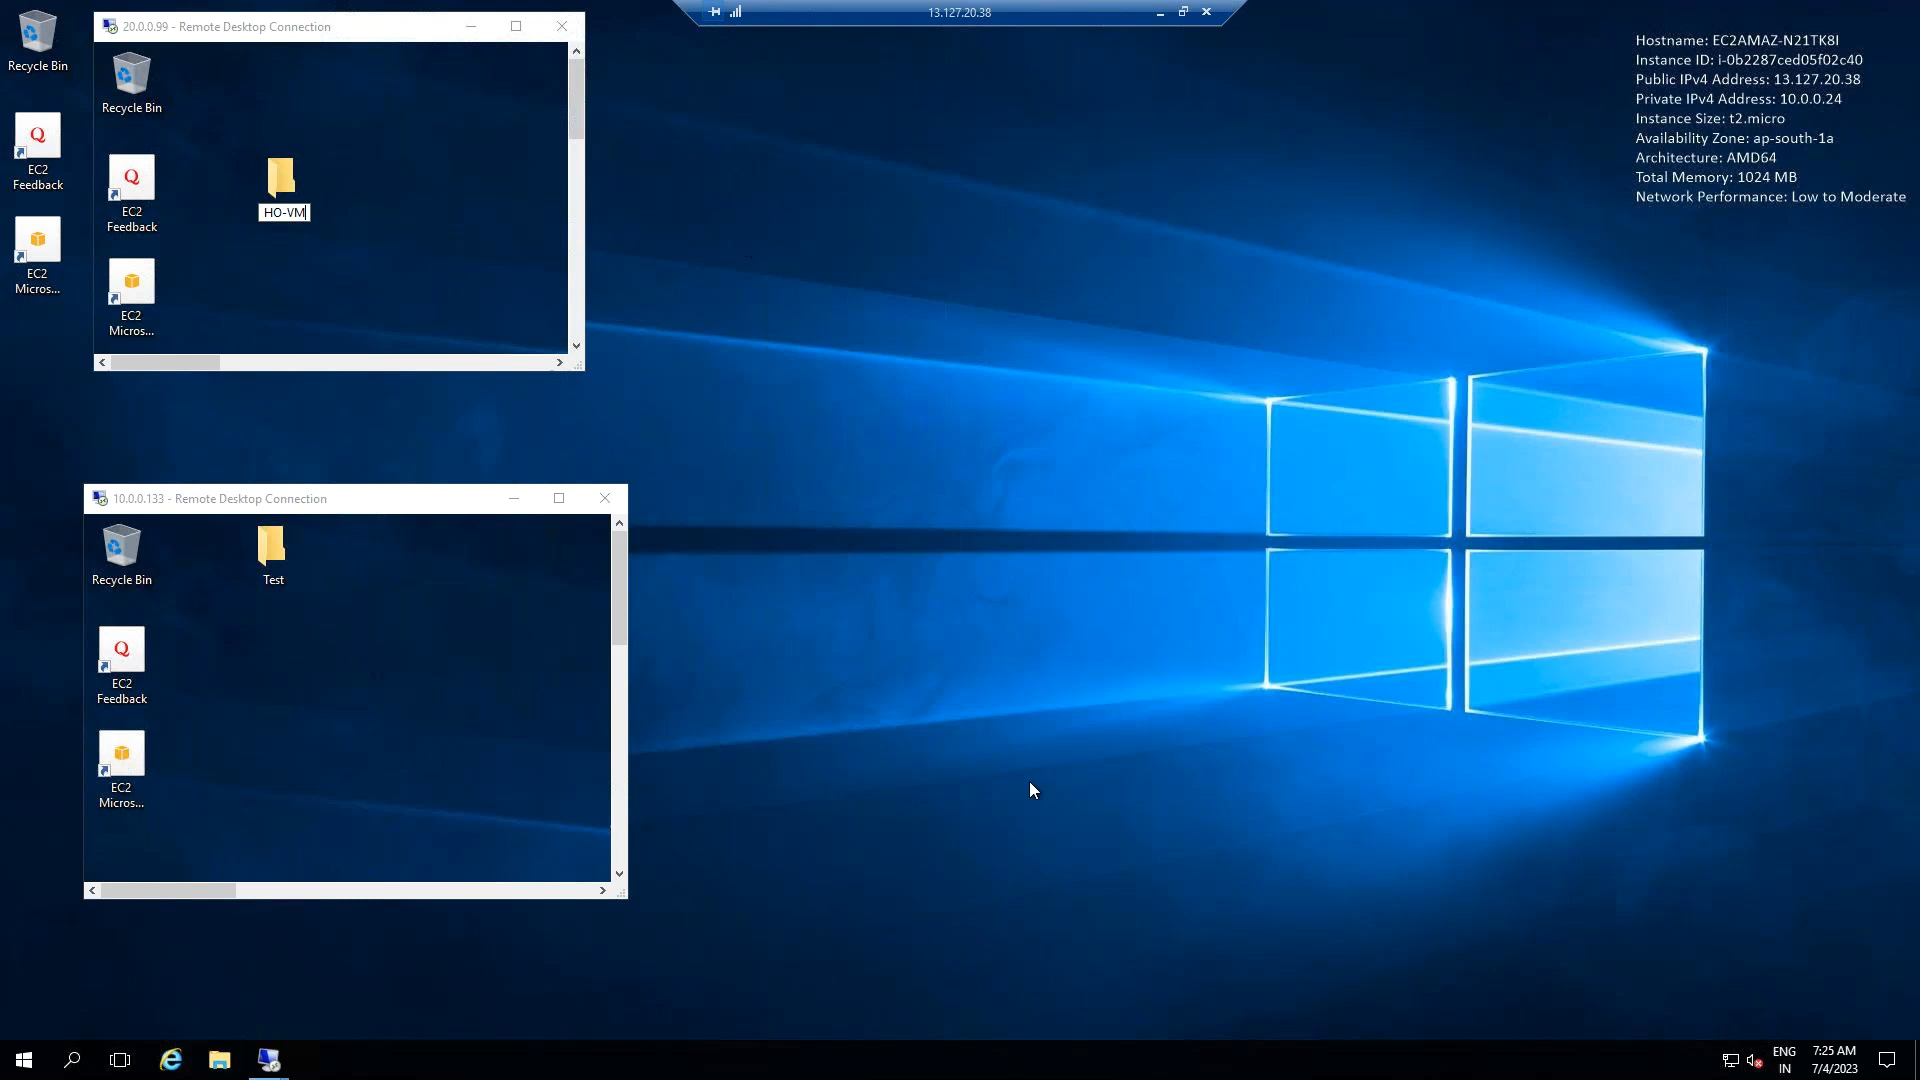 13.127.20.38
Hostname: EC2AMAZ-N21TK8I
Instance ID: i-0b2287ced05f02c40
Public IPv4 Address: 13.127.20.38
Private IPv4 Address: 10.0.0.24
Instance Size: t2.micro
Availability Zone: ap-south-1a
Architecture: AMD64
Total Memory: 1024 MB
Network Performance: Low to Moderate
Recycle Bin
EC2
Feedback
EC2
Micros...
20.0.0.99 - Remote Desktop Connection
Recycle Bin
EC2
Feedback
EC2
Micros...
HO-VM
10.0.0.133 - Remote Desktop Connection
Recycle Bin
Test
EC2
Feedback
EC2
Micros...
ENG
IN
7:25 AM
7/4/2023